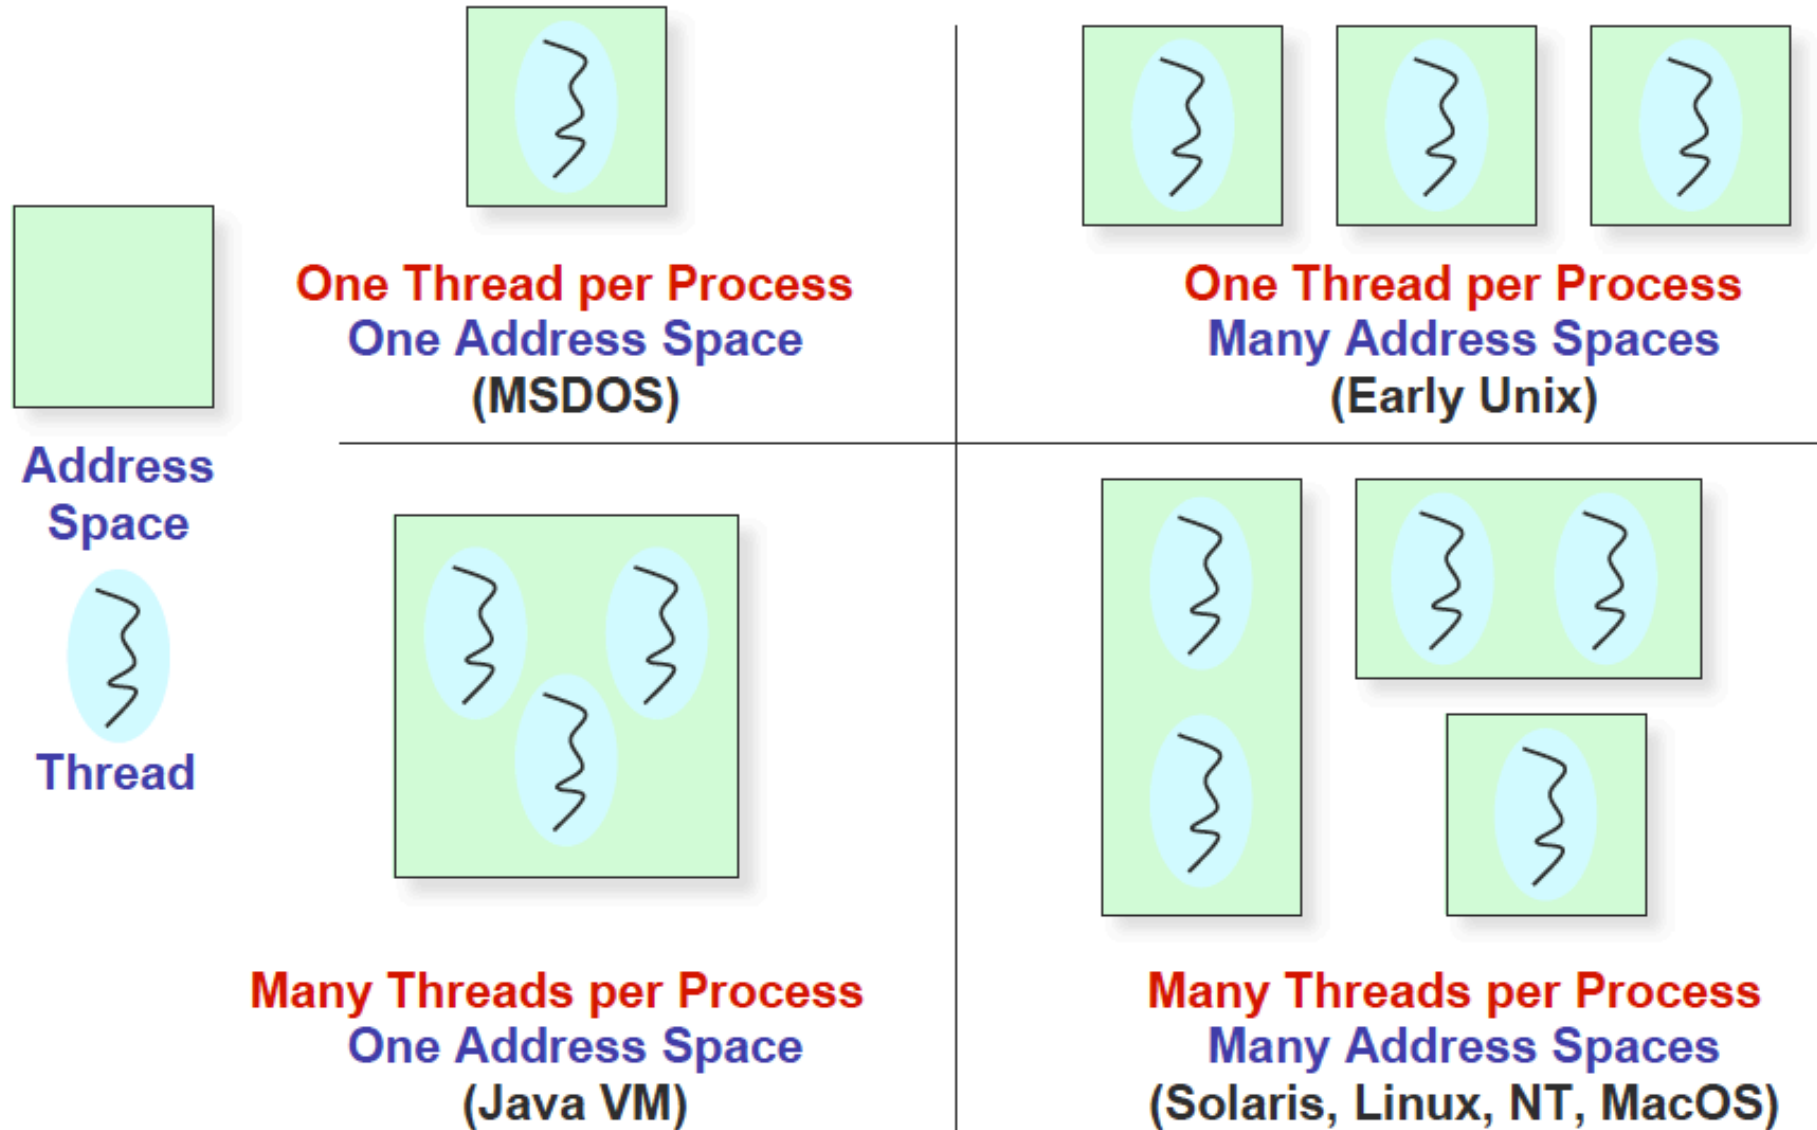 One Thread per Process
One Address Space
(MSDOS)
One Thread per Process
Many Address Spaces
(Early Unix)
Address
Space
Thread
Many Threads per Process
One Address Space
(Java VM)
Many Threads per Process
Many Address Spaces
(Solaris, Linux, NT, MacOS)